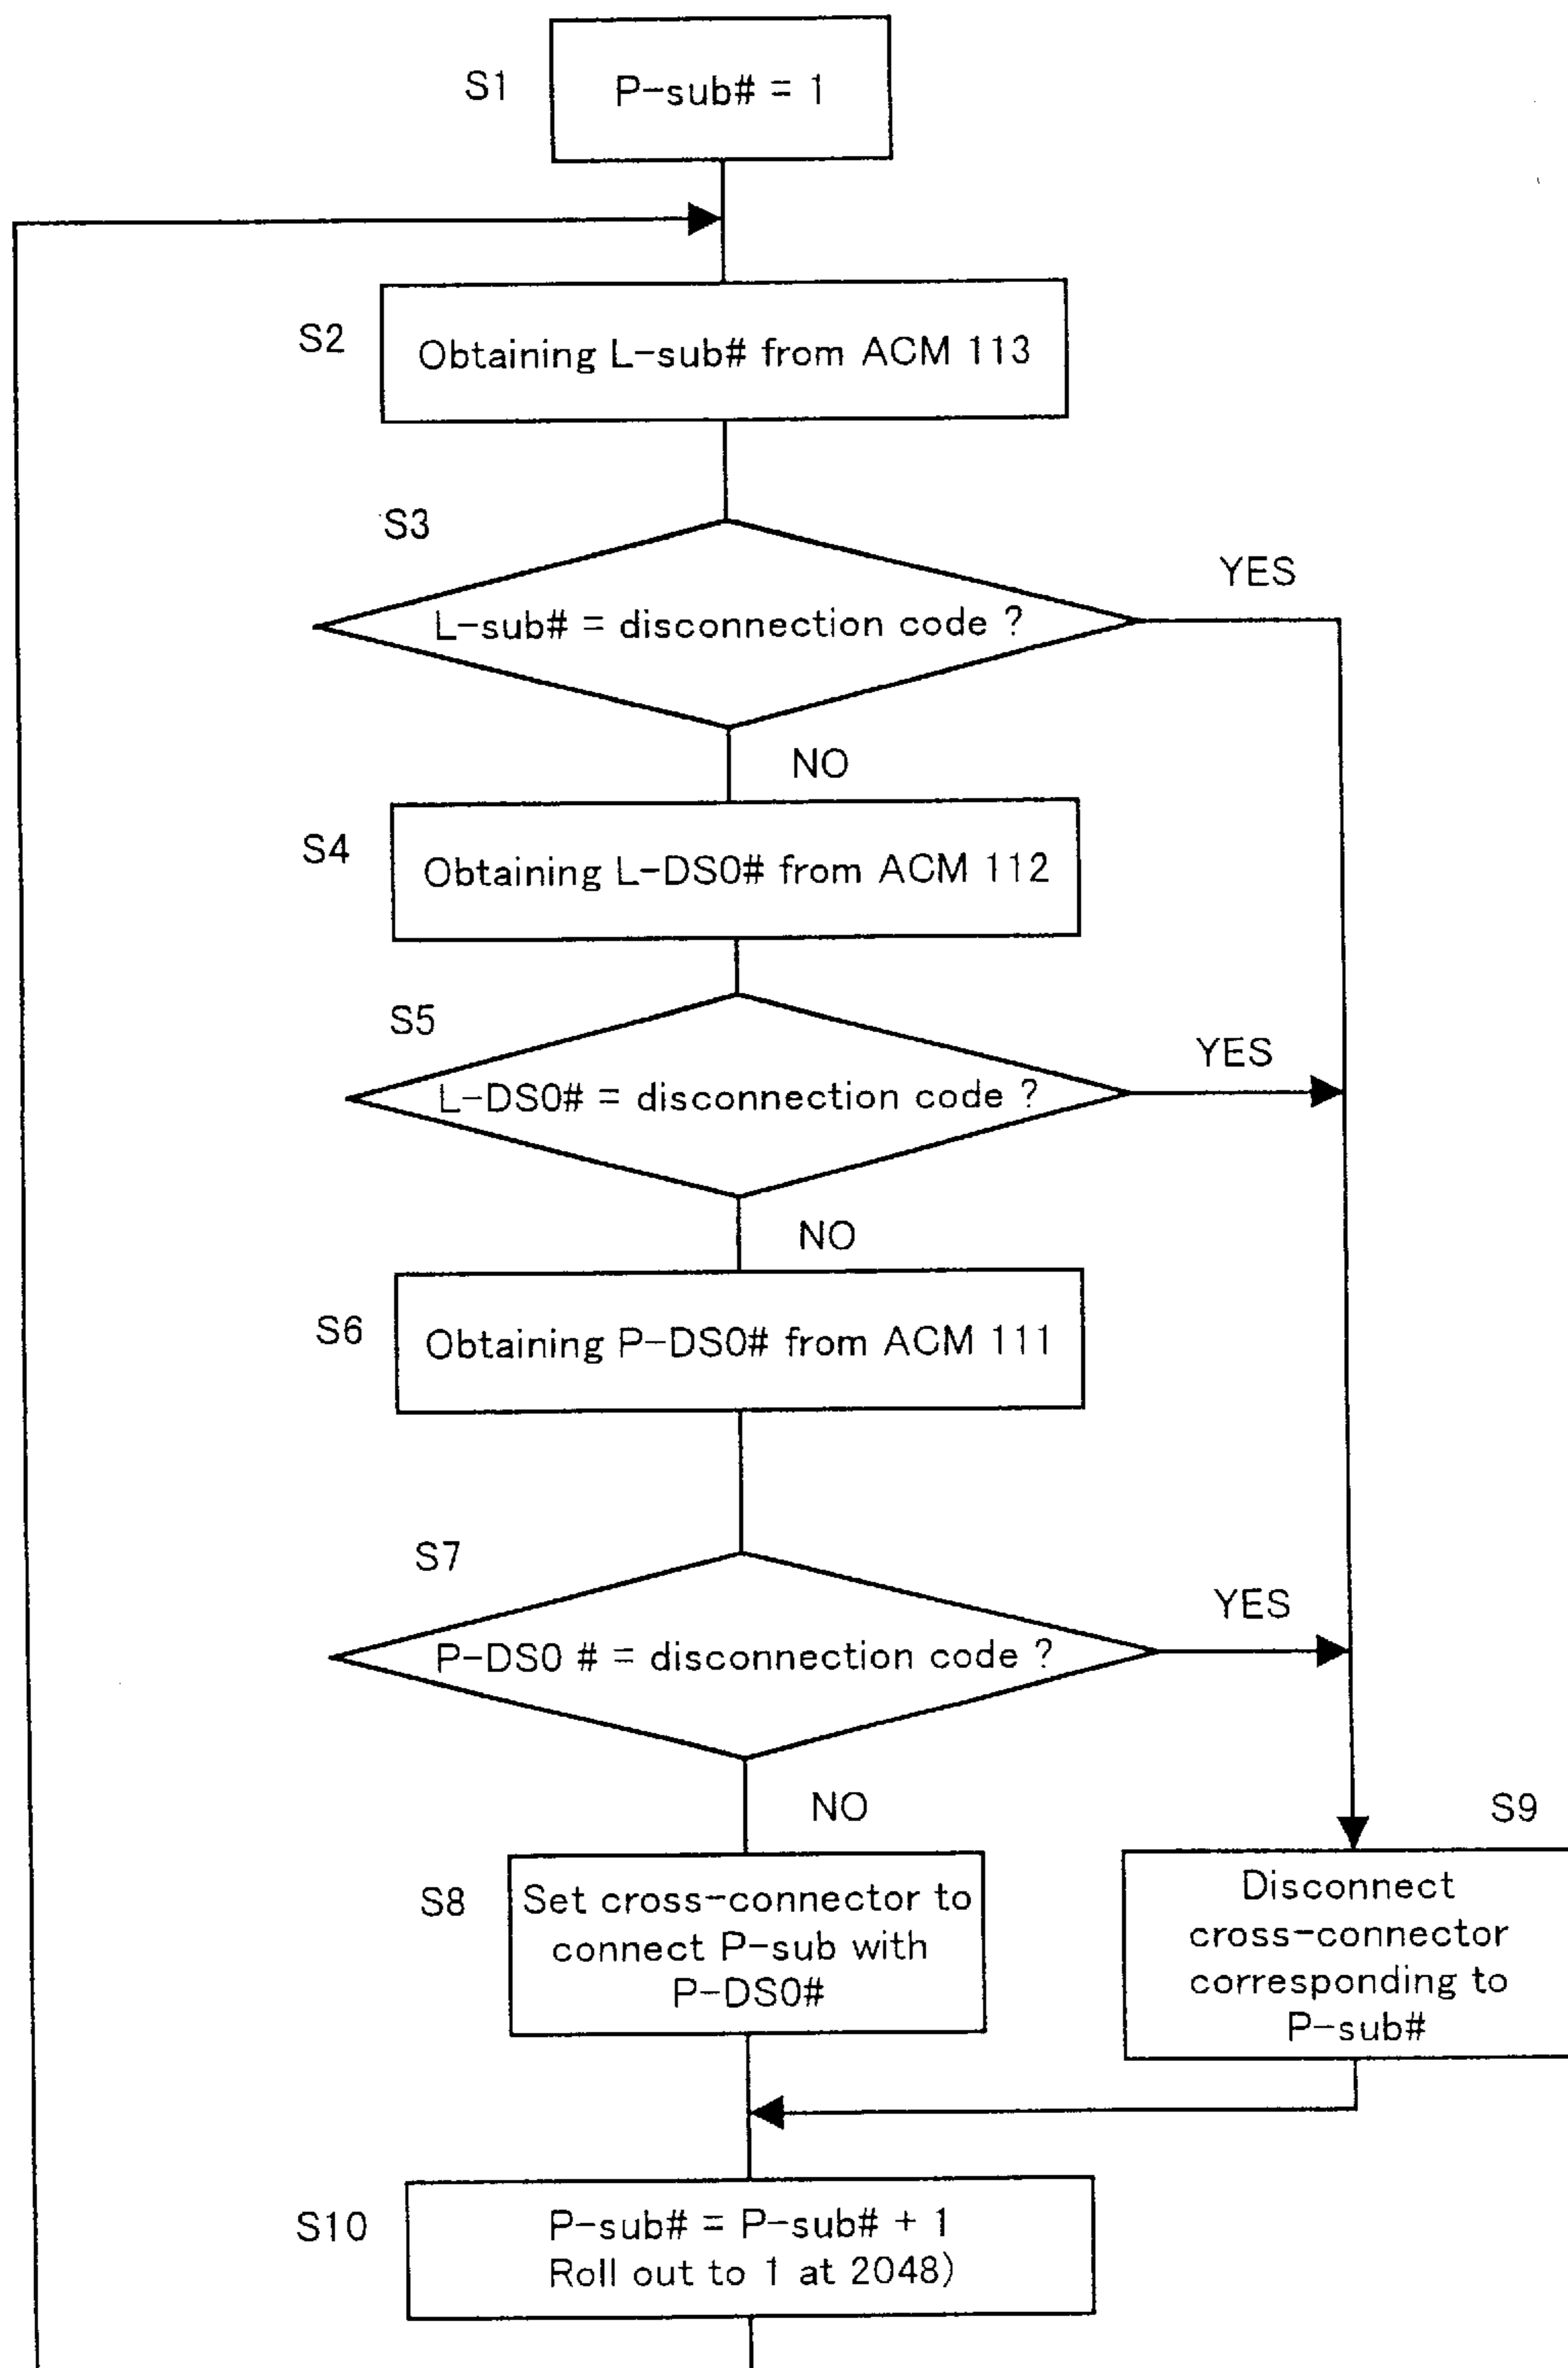 S1
P-sub# = 1
S2
Obtaining L-sub# from ACM 113
S3
YES
L-sub# = disconnection code ?
NO
S4
Obtaining L-DS0# from ACM 112
S5
YES
L-DS0# = disconnection code ?
NO
S6
Obtaining P-DS0# from ACM 111
S7
YES
P-DS0 # = disconnection code ?
NO
S8
Set cross-connector to
connect P-sub with
P-DS0#
S9
Disconnect
cross-connector
corresponding to
P-sub#
S10
P-sub# = P-sub# + 1
Roll out to 1 at 2048)